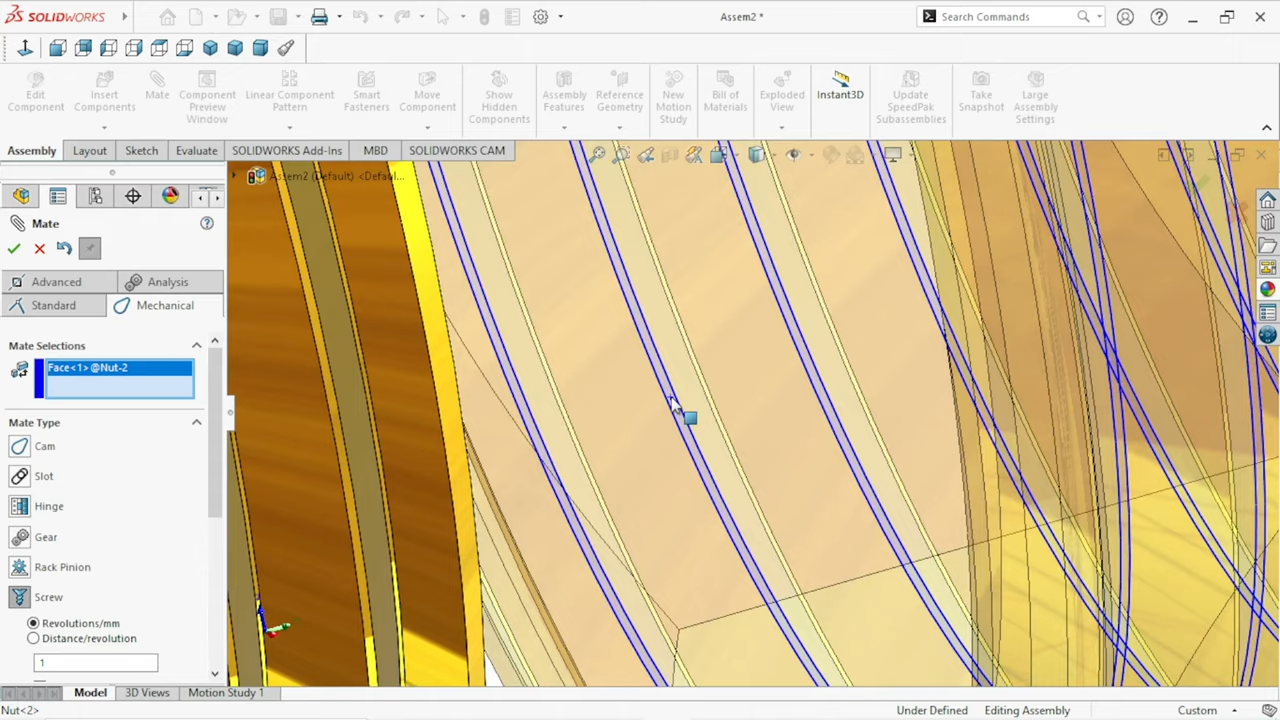 SOLIDWORKS
Assem2 *
Search Commands
Edit Component
Insert Components
Mate
Component Preview Window
Linear Component Pattern
Smart Fasteners
Move Component
Show Hidden Components
Assembly Features
Reference Geometry
New Motion Study
Bill of Materials
Exploded View
Instant3D
Update SpeedPak Subassemblies
Take Snapshot
Large Assembly Settings
Assembly
Layout
Sketch
Evaluate
SOLIDWORKS Add-Ins
MBD
SOLIDWORKS CAM
Assem2 (Default) <Defaul...
Mate
Advanced
Analysis
Standard
Mechanical
Mate Selections
Face<1>@Nut-2
Mate Type
Cam
Slot
Hinge
Gear
Rack Pinion
Screw
Revolutions/mm
Distance/revolution
1
Model
3D Views
Motion Study 1
Nut<2>
Under Defined
Editing Assembly
Custom